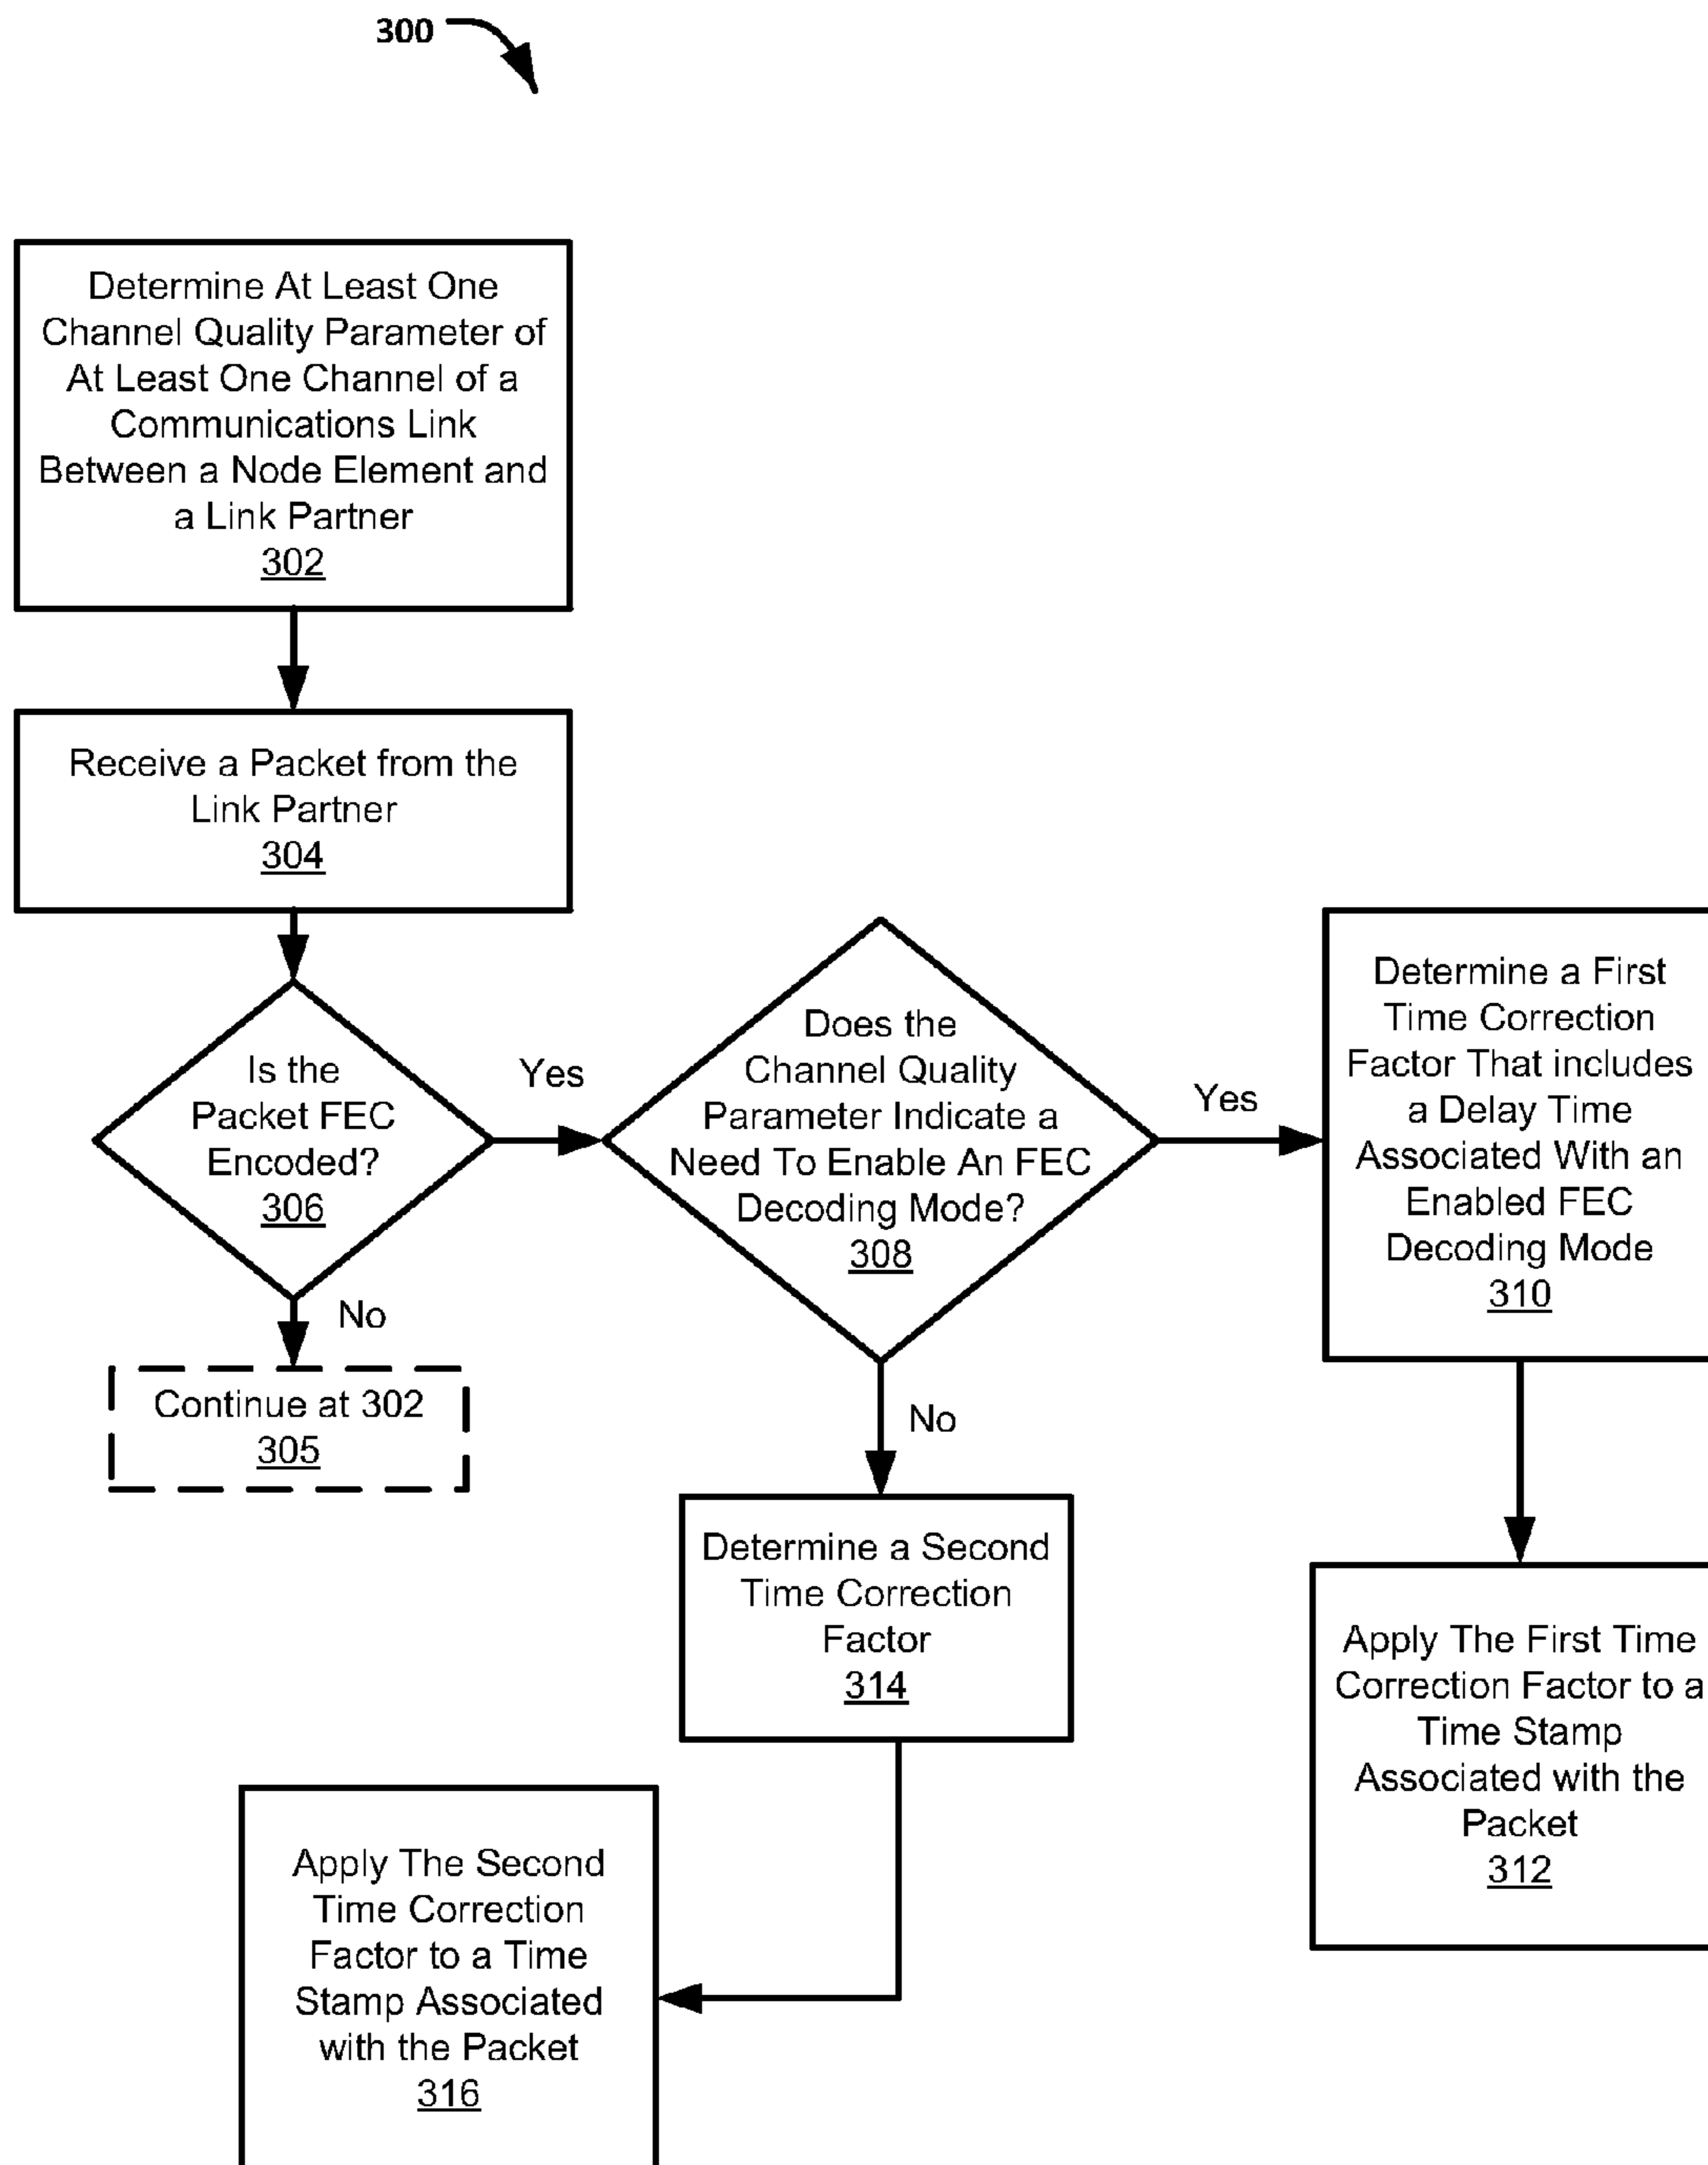 300
Determine At Least One
Channel Quality Parameter of
At Least One Channel of a
Communications Link
Between a Node Element and
a Link Partner
302
Receive a Packet from the
Link Partner
304
Is the
Packet FEC
Encoded?
306
Yes
No
Continue at 302
305
Does the
Channel Quality
Parameter Indicate a
Need To Enable An FEC
Decoding Mode?
308
Yes
No
Determine a First
Time Correction
Factor That includes
a Delay Time
Associated With an
Enabled FEC
Decoding Mode
310
Apply The First Time
Correction Factor to a
Time Stamp
Associated with the
Packet
312
Determine a Second
Time Correction
Factor
314
Apply The Second
Time Correction
Factor to a Time
Stamp Associated
with the Packet
316